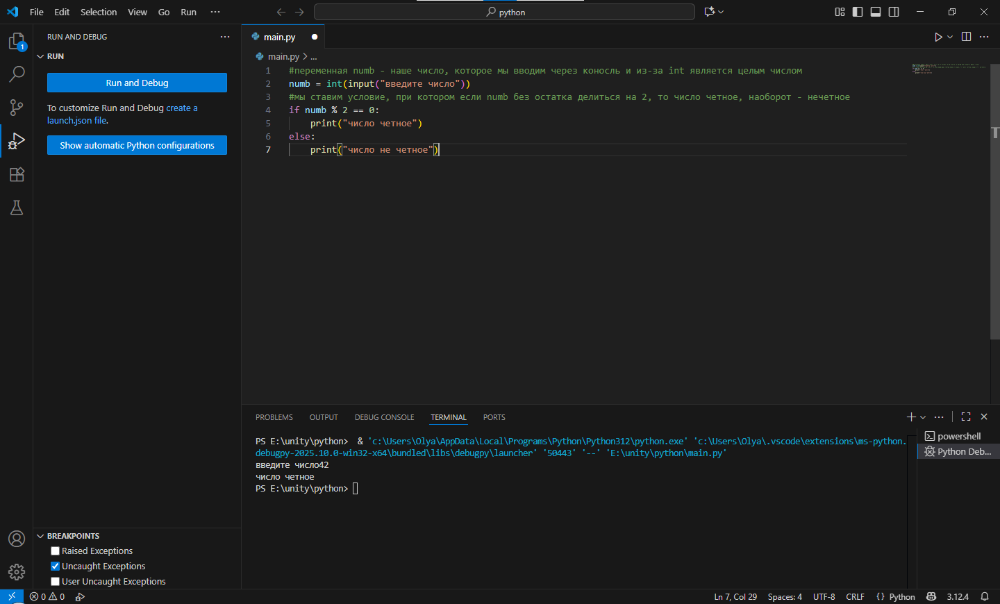 File Edit Selection View Go Run ···
python
RUN AND DEBUG ···
RUN
Run and Debug
To customize Run and Debug create a
launch.json file.
Show automatic Python configurations
1
main.py
main.py > ...
1 #переменная numb - наше число, которое мы вводим через коносль и из-за int является целым числом
2 numb = int(input("введите число"))
3 #мы ставим условие, при котором если numb без остатка делиться на 2, то число четное, наоборот - нечетное
4 if numb % 2 == 0:
5 print("число четное")
6 else:
7 print("число не четное")
PROBLEMS OUTPUT DEBUG CONSOLE TERMINAL PORTS
PS E:\unity\python> & 'c:\Users\Olya\AppData\Local\Programs\Python\Python312\python.exe' 'c:\Users\Olya\.vscode\extensions\ms-python.
debugpy-2025.10.0-win32-x64\bundled\libs\debugpy\launcher' '50443' '--' 'E:\unity\python\main.py'
введите число42
число четное
PS E:\unity\python>
powershell
Python Deb...
BREAKPOINTS
Raised Exceptions
Uncaught Exceptions
User Uncaught Exceptions
0 0
Ln 7, Col 29 Spaces: 4 UTF-8 CRLF { } Python 3.12.4